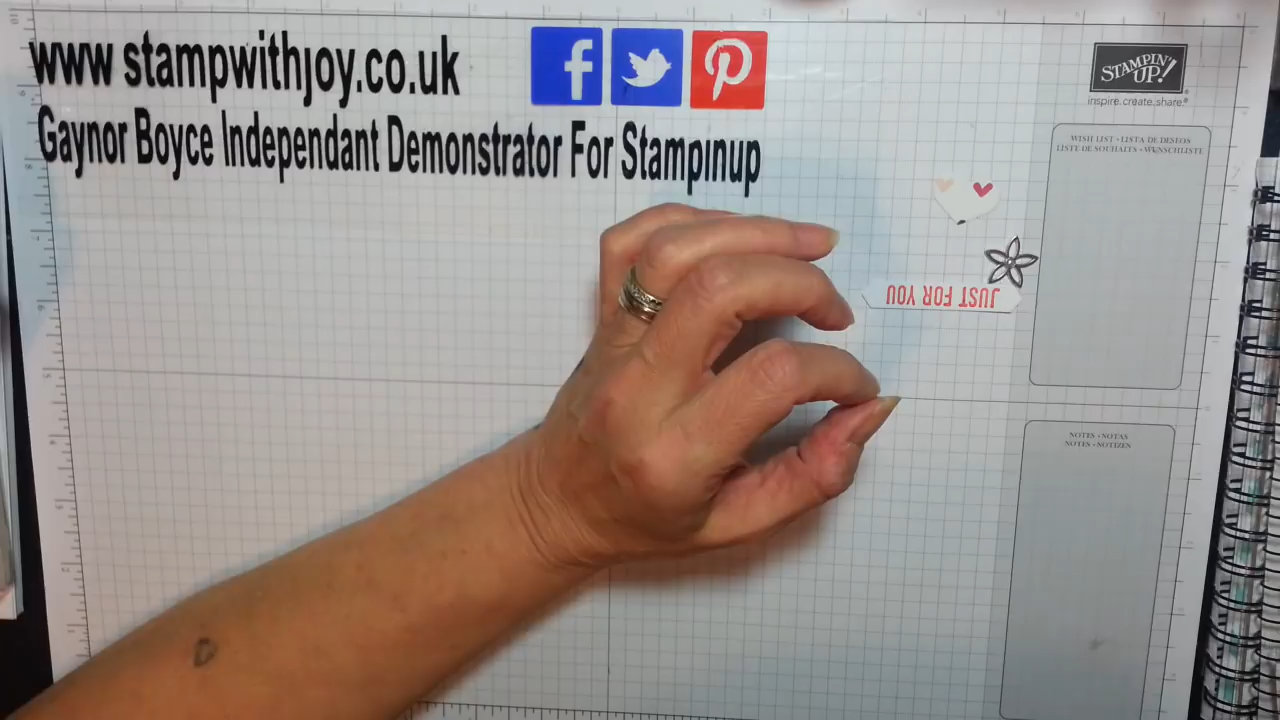 www stampwithjoy.co.uk
Gaynor Boyce Independant Demonstrator For Stampinup
STAMPIN' UP!
inspire.create.share.®
WISH LIST • LISTA DE DESEOS
LISTE DE SOUHAITS • WUNSCHLISTE
JUST FOR YOU
NOTES • NOTAS
NOTES • NOTIZEN